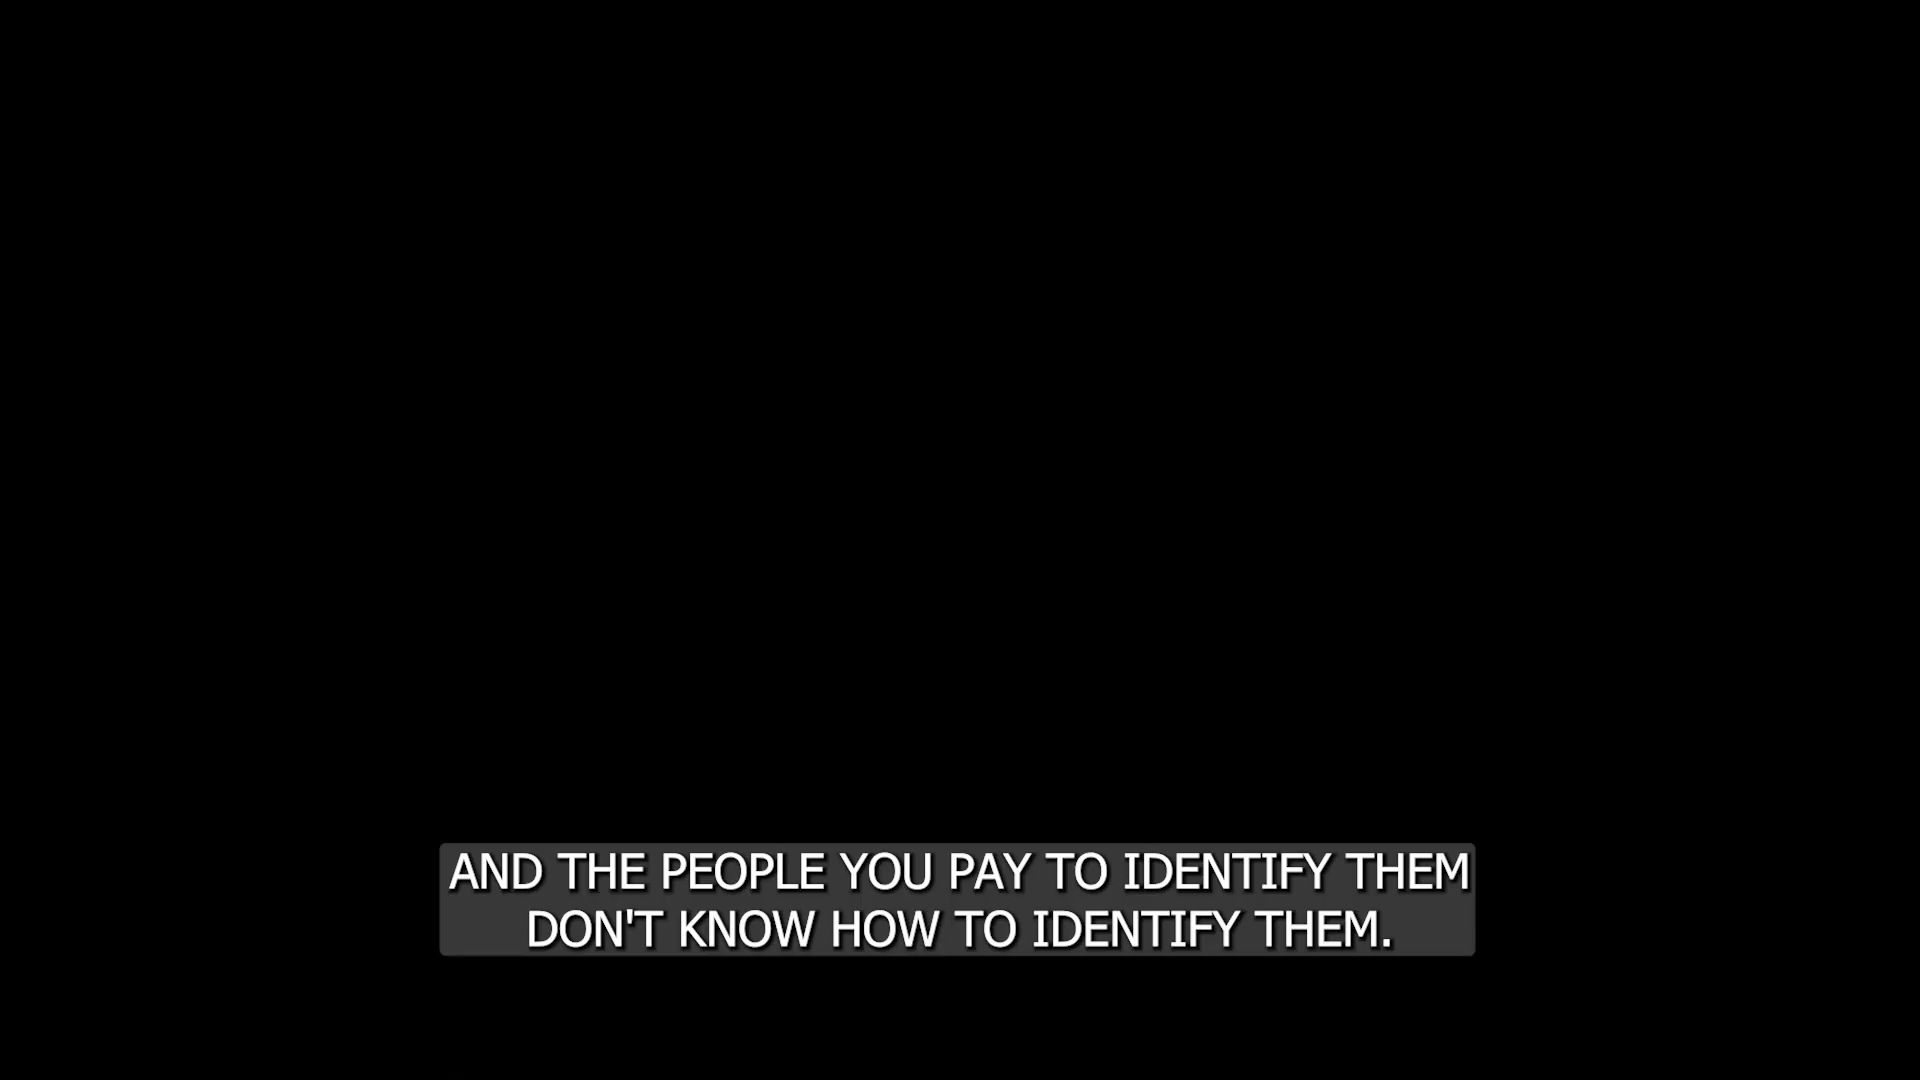 AND THE PEOPLE YOU PAY TO IDENTIFY THEM
DON'T KNOW HOW TO IDENTIFY THEM.